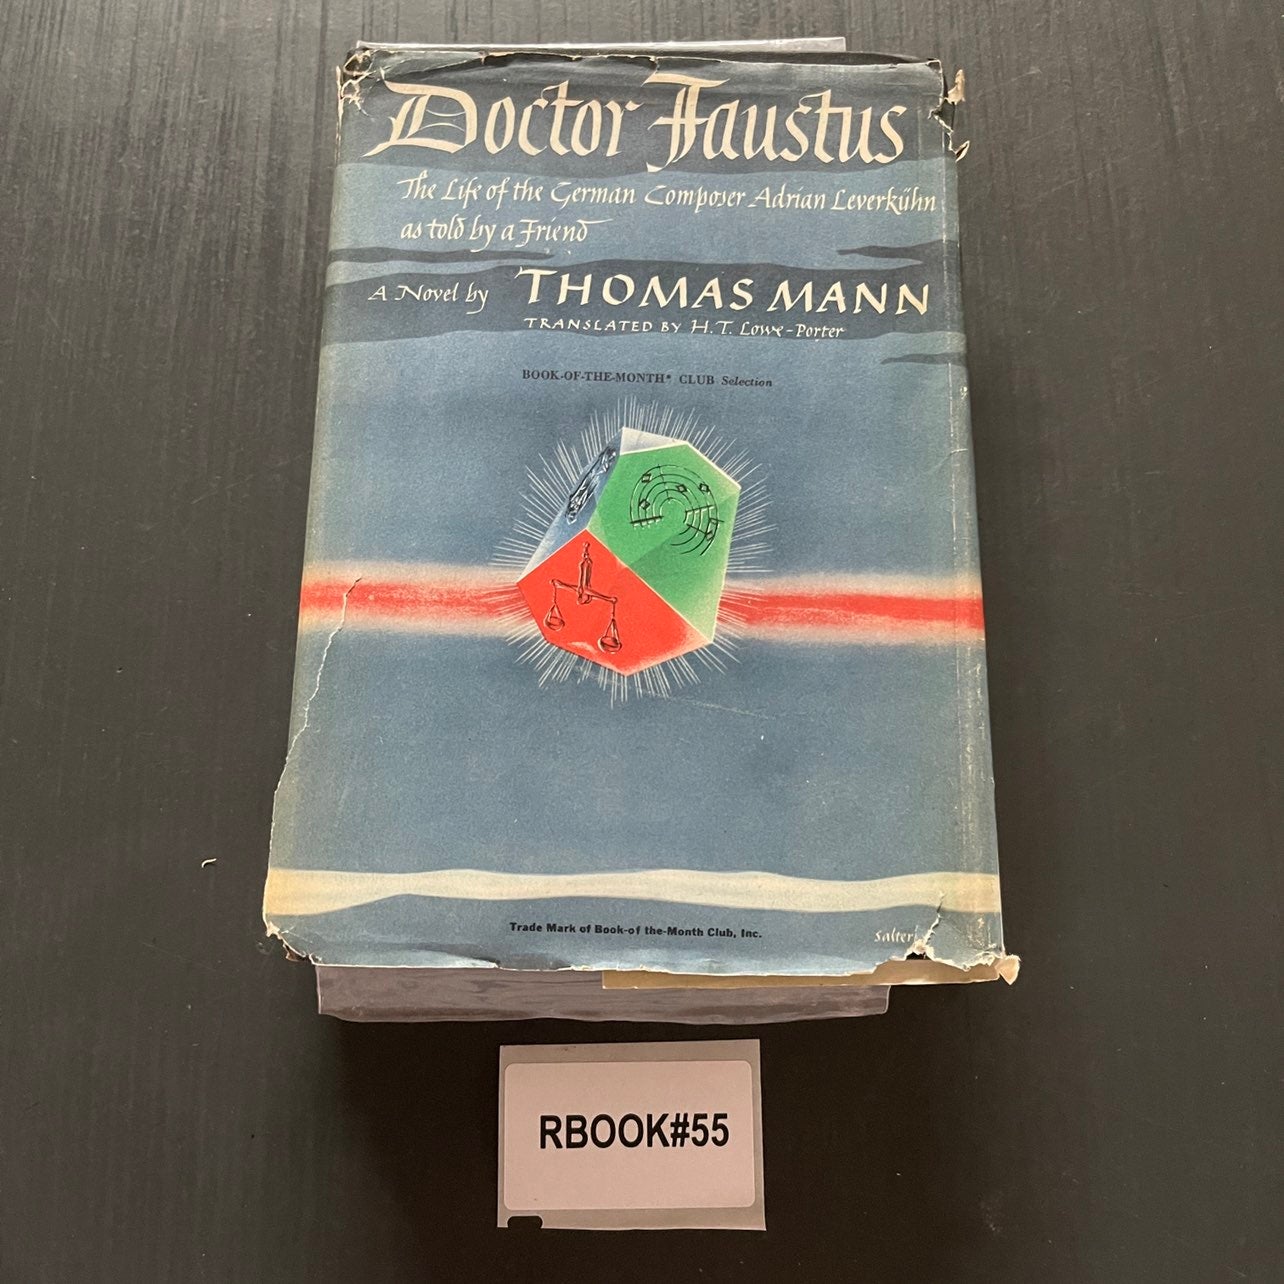 Doctor Faustus
The Life of the German Composer Adrian Leverkühn
as told by a Friend
A Novel by THOMAS MANN
TRANSLATED BY H. T. Lowe-Porter
BOOK-OF-THE-MONTH* CLUB Selection
Trade Mark of Book-of the-Month Club, Inc.
Salter
RBOOK#55